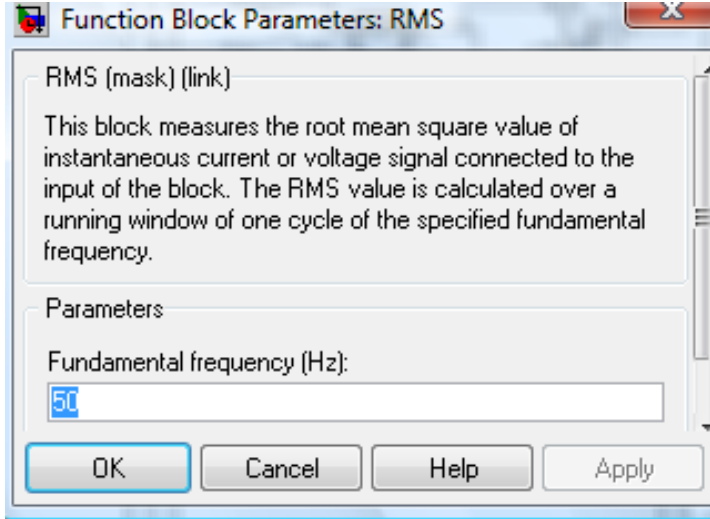 Function Block Parameters: RMS
RMS (mask) (link)
This block measures the root mean square value of
instantaneous current or voltage signal connected to the
input of the block. The RMS value is calculated over a
running window of one cycle of the specified fundamental
frequency.
Parameters
Fundamental frequency (Hz):
50
OK Cancel Help Apply